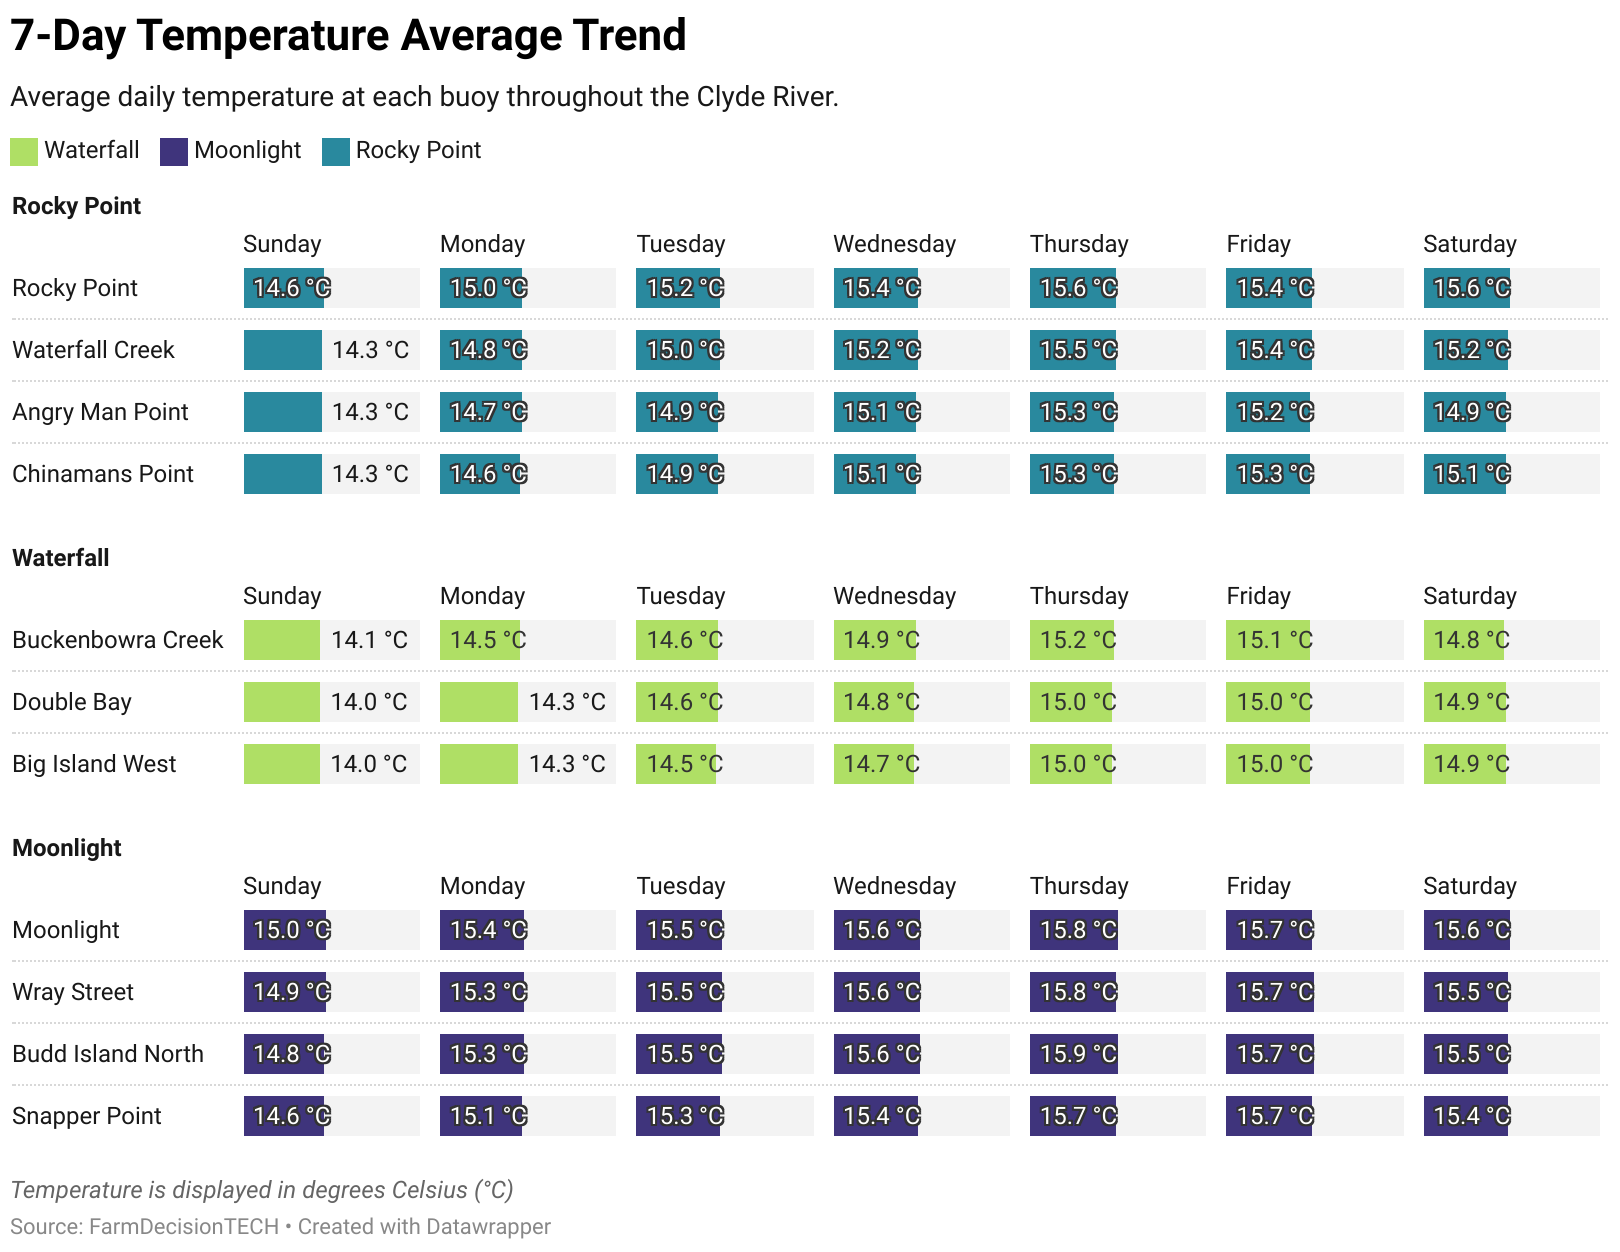 7-Day Temperature Average Trend
Average daily temperature at each buoy throughout the Clyde River.
Waterfall Moonlight Rocky Point
Rocky Point
Sunday Monday Tuesday Wednesday Thursday Friday Saturday
Rocky Point 14.6 °C 15.0 °C 15.2 °C 15.4 °C 15.6 °C 15.4 °C 15.6 °C
Waterfall Creek 14.3 °C 14.8 °C 15.0 °C 15.2 °C 15.5 °C 15.4 °C 15.2 °C
Angry Man Point 14.3 °C 14.7 °C 14.9 °C 15.1 °C 15.3 °C 15.2 °C 14.9 °C
Chinamans Point 14.3 °C 14.6 °C 14.9 °C 15.1 °C 15.3 °C 15.3 °C 15.1 °C
Waterfall
Sunday Monday Tuesday Wednesday Thursday Friday Saturday
Buckenbowra Creek 14.1 °C 14.5 °C 14.6 °C 14.9 °C 15.2 °C 15.1 °C 14.8 °C
Double Bay 14.0 °C 14.3 °C 14.6 °C 14.8 °C 15.0 °C 15.0 °C 14.9 °C
Big Island West 14.0 °C 14.3 °C 14.5 °C 14.7 °C 15.0 °C 15.0 °C 14.9 °C
Moonlight
Sunday Monday Tuesday Wednesday Thursday Friday Saturday
Moonlight 15.0 °C 15.4 °C 15.5 °C 15.6 °C 15.8 °C 15.7 °C 15.6 °C
Wray Street 14.9 °C 15.3 °C 15.5 °C 15.6 °C 15.8 °C 15.7 °C 15.5 °C
Budd Island North 14.8 °C 15.3 °C 15.5 °C 15.6 °C 15.9 °C 15.7 °C 15.5 °C
Snapper Point 14.6 °C 15.1 °C 15.3 °C 15.4 °C 15.7 °C 15.7 °C 15.4 °C
Temperature is displayed in degrees Celsius (°C)
Source: FarmDecisionTECH • Created with Datawrapper